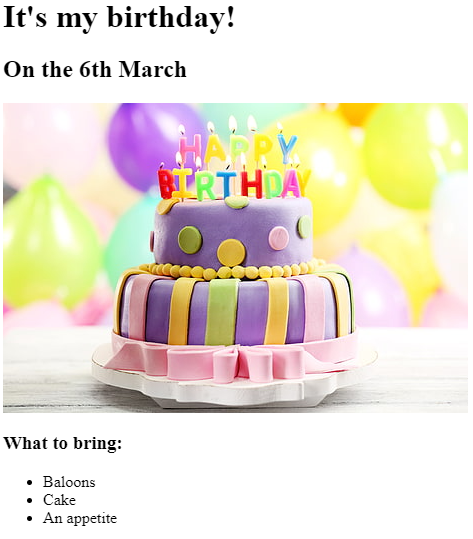 It's my birthday!
On the 6th March
HAPPY
BIRTHDAY
What to bring:
Baloons
Cake
An appetite